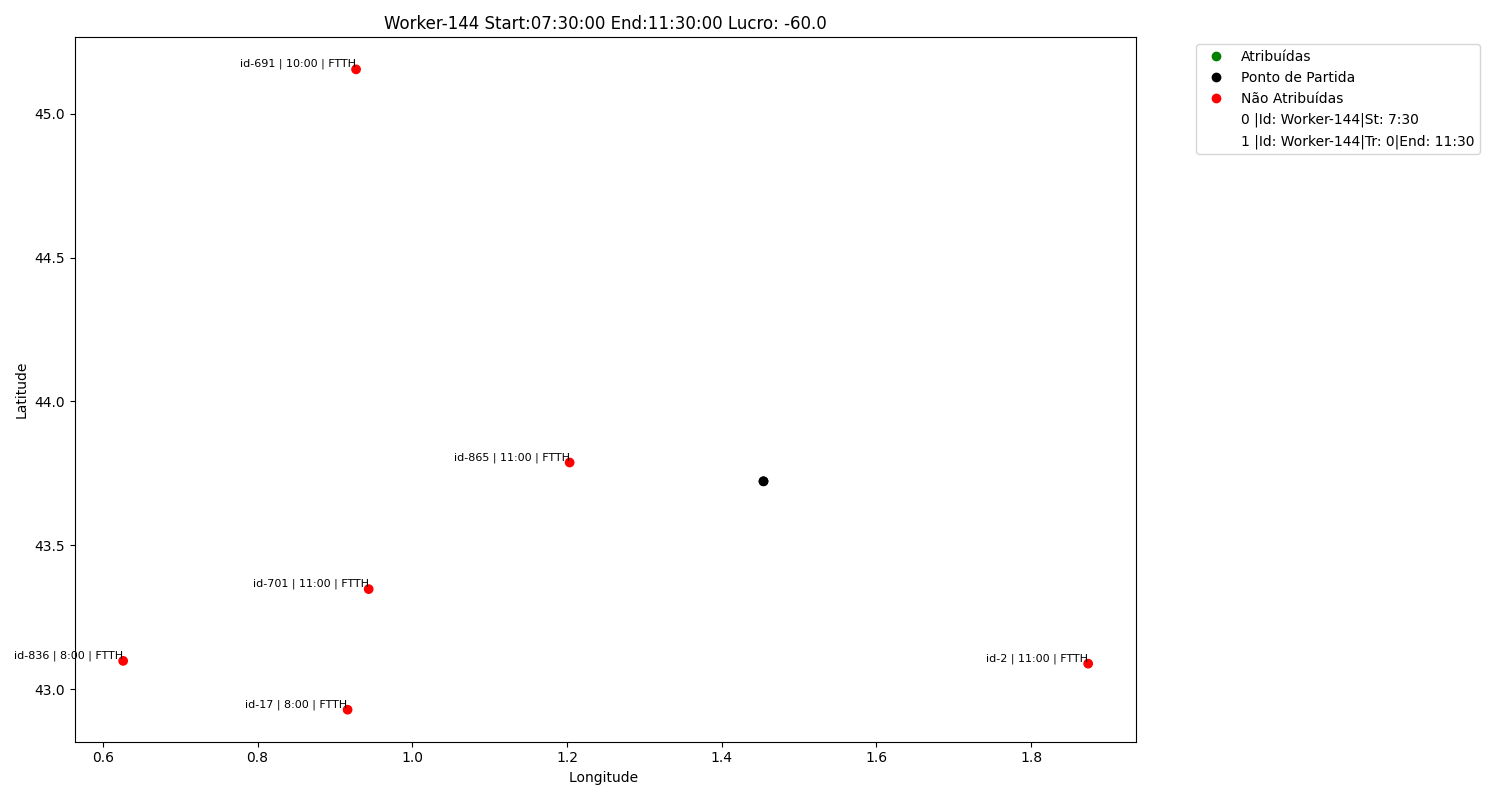 Worker-144 Start:07:30:00 End:11:30:00 Lucro: -60.0
Atribuídas
Ponto de Partida
Não Atribuídas
0 |Id: Worker-144|St: 7:30
1 |Id: Worker-144|Tr: 0|End: 11:30
id-691 | 10:00 | FTTH
id-865 | 11:00 | FTTH
id-701 | 11:00 | FTTH
id-836 | 8:00 | FTTH
id-2 | 11:00 | FTTH
id-17 | 8:00 | FTTH
Latitude
45.0
44.5
44.0
43.5
43.0
0.6 0.8 1.0 1.2 1.4 1.6 1.8
Longitude